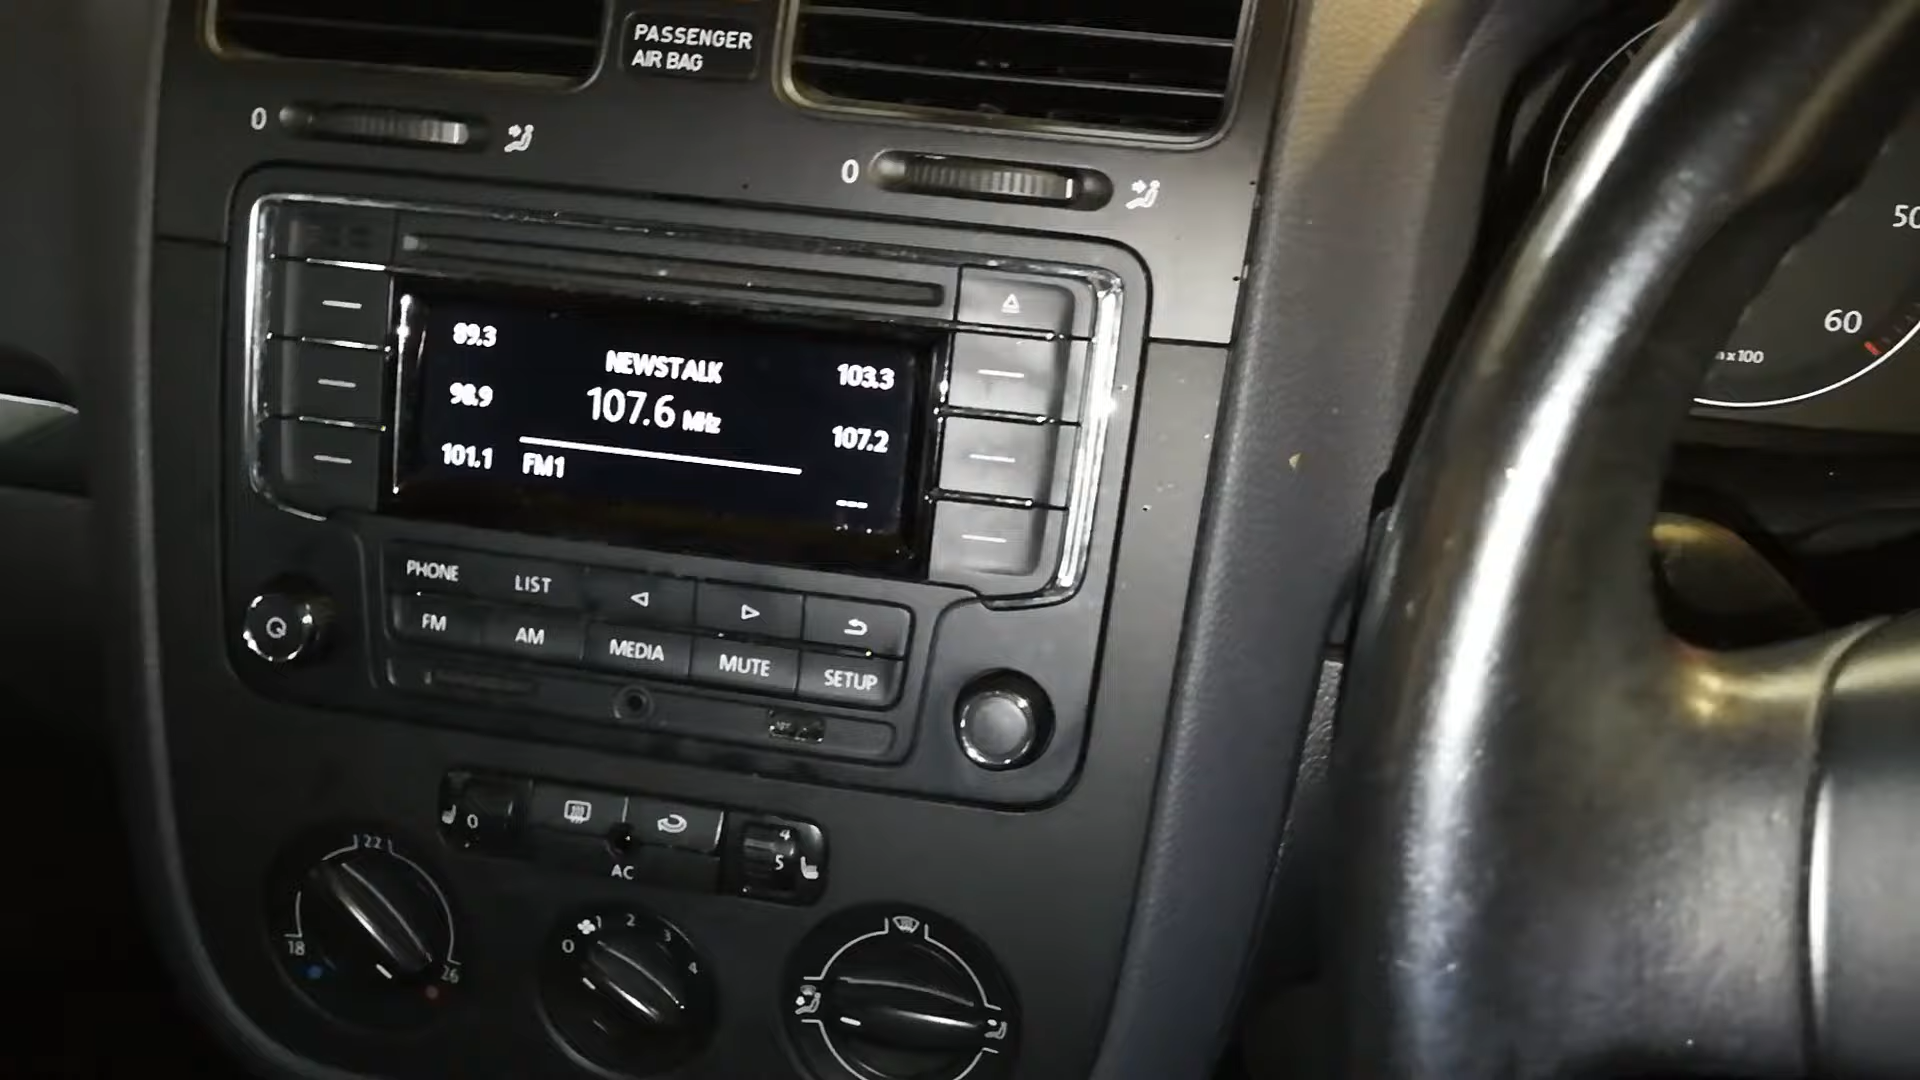 PASSENGER
AIR BAG
0
0
89.3
NEWSTALK
103.3
98.9
107.6 MHz
107.2
101.1
FM1
---
PHONE
LIST
FM
AM
MEDIA
MUTE
SETUP
0
AC
4
5
22
18
26
0
1
2
3
4
50
60
x100